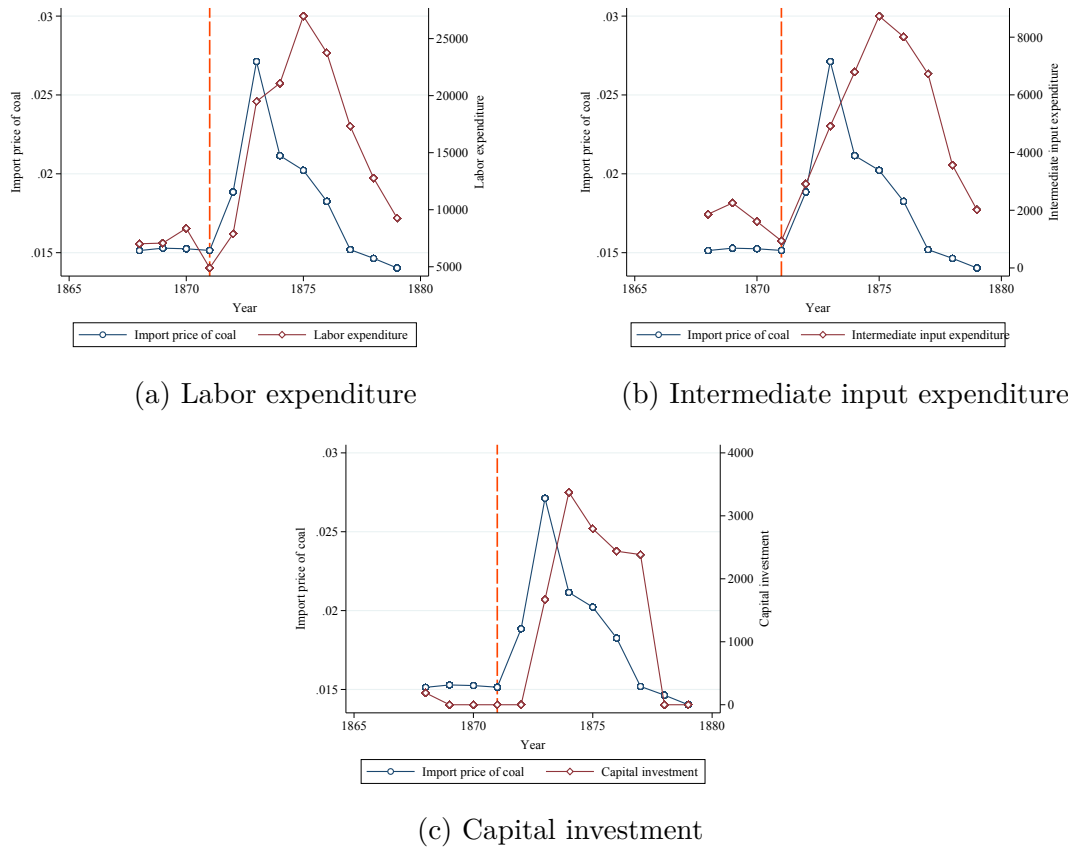 .03
.025
.02
.015
Import price of coal
25000
20000
15000
10000
5000
Labor expenditure
1865 1870 1875 1880
Year
Import price of coal Labor expenditure
(a) Labor expenditure
.03
.025
.02
.015
Import price of coal
8000
6000
4000
2000
0
Intermediate input expenditure
1865 1870 1875 1880
Year
Import price of coal Intermediate input expenditure
(b) Intermediate input expenditure
.03
.025
.02
.015
Import price of coal
4000
3000
2000
1000
0
Capital investment
1865 1870 1875 1880
Year
Import price of coal Capital investment
(c) Capital investment